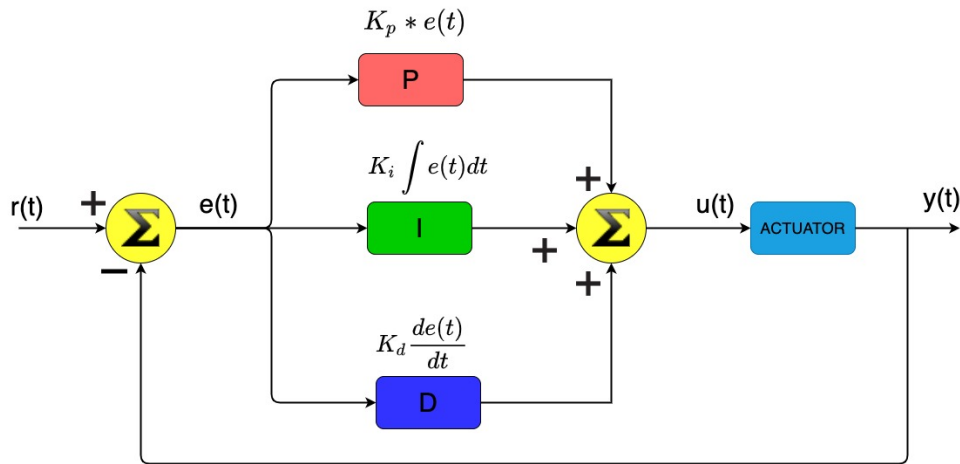 K_p * e(t)
P
K_i ∫ e(t)dt
+
+
r(t)
Σ
e(t)
I
+
Σ
u(t)
ACTUATOR
y(t)
−
+
K_d de(t)/dt
D